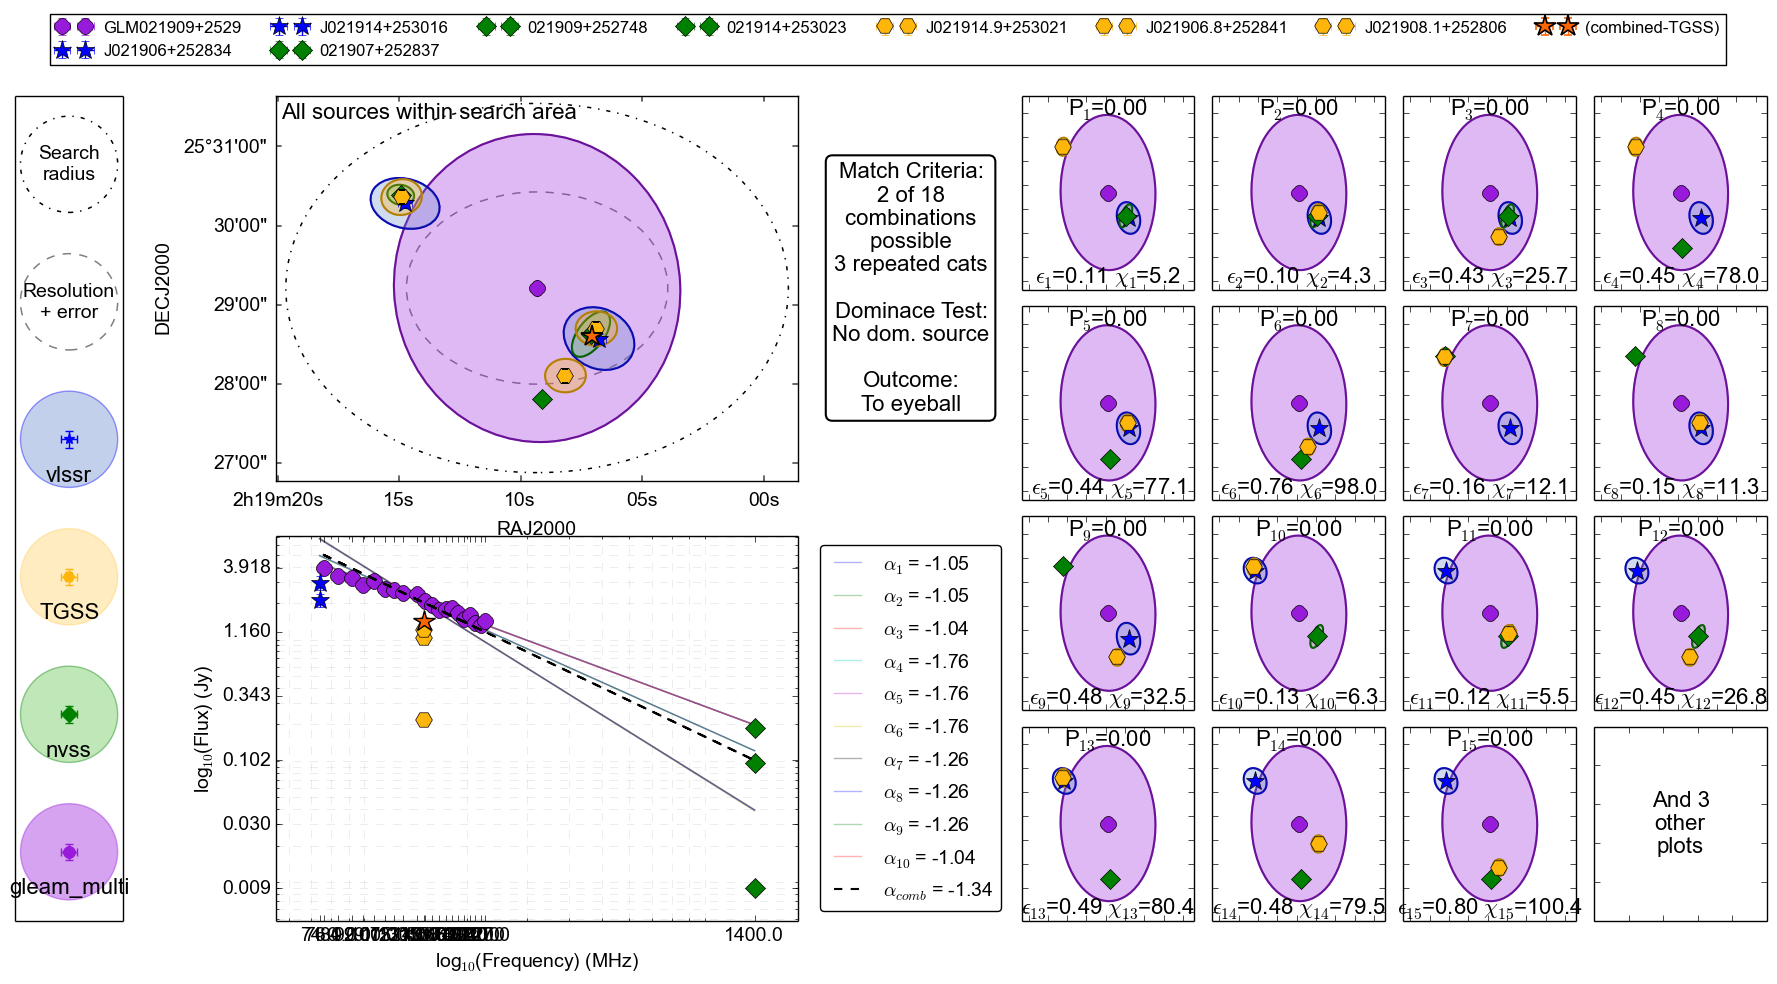 GLM021909+2529 J021914+253016 021909+252748 021914+253023 J021914.9+253021 J021906.8+252841 J021908.1+252806 (combined-TGSS)
J021906+252834 021907+252837
Search
radius
Resolution
+ error
vlssr
TGSS
nvss
gleam_multi
All sources within search area
DECJ2000
25°31'00"
30'00"
29'00"
28'00"
27'00"
2h19m20s 15s 10s 05s 00s
RAJ2000
Match Criteria:
2 of 18
combinations
possible
3 repeated cats
Dominace Test:
No dom. source
Outcome:
To eyeball
log10(Flux) (Jy)
3.918
1.160
0.343
0.102
0.030
0.009
1400.0
log10(Frequency) (MHz)
α1 = -1.05
α2 = -1.05
α3 = -1.04
α4 = -1.76
α5 = -1.76
α6 = -1.76
α7 = -1.26
α8 = -1.26
α9 = -1.26
α10 = -1.04
αcomb = -1.34
P1=0.00 P2=0.00 P3=0.00 P4=0.00
ϵ1=0.11 χ1=5.2 ϵ2=0.10 χ2=4.3 ϵ3=0.43 χ3=25.7 ϵ4=0.45 χ4=78.0
P5=0.00 P6=0.00 P7=0.00 P8=0.00
ϵ5=0.44 χ5=77.1 ϵ6=0.76 χ6=98.0 ϵ7=0.16 χ7=12.1 ϵ8=0.15 χ8=11.3
P9=0.00 P10=0.00 P11=0.00 P12=0.00
ϵ9=0.48 χ9=32.5 ϵ10=0.13 χ10=6.3 ϵ11=0.12 χ11=5.5 ϵ12=0.45 χ12=26.8
P13=0.00 P14=0.00 P15=0.00
ϵ13=0.49 χ13=80.4 ϵ14=0.48 χ14=79.5 ϵ15=0.80 χ15=100.4
And 3
other
plots